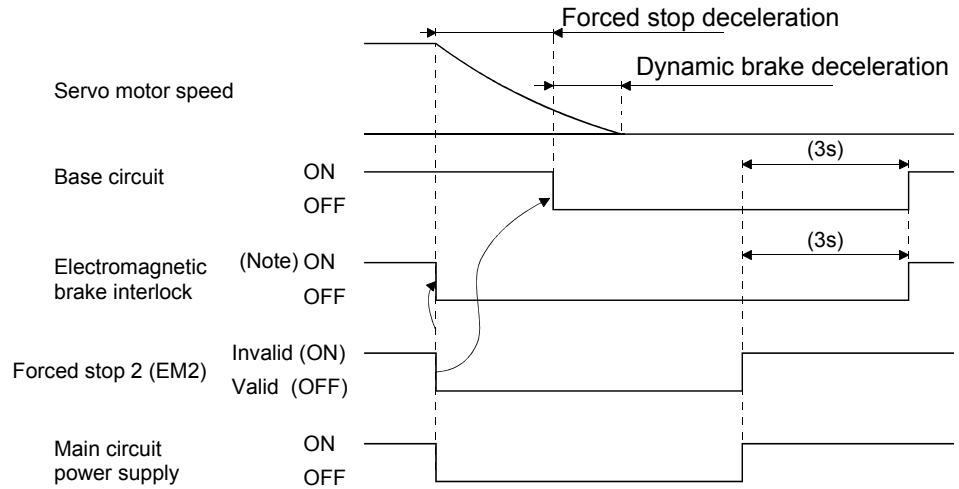 Forced stop deceleration
Dynamic brake deceleration
Servo motor speed
(3s)
Base circuit
ON
OFF
(3s)
Electromagnetic
brake interlock
(Note) ON
OFF
Forced stop 2 (EM2)
Invalid (ON)
Valid (OFF)
Main circuit
power supply
ON
OFF